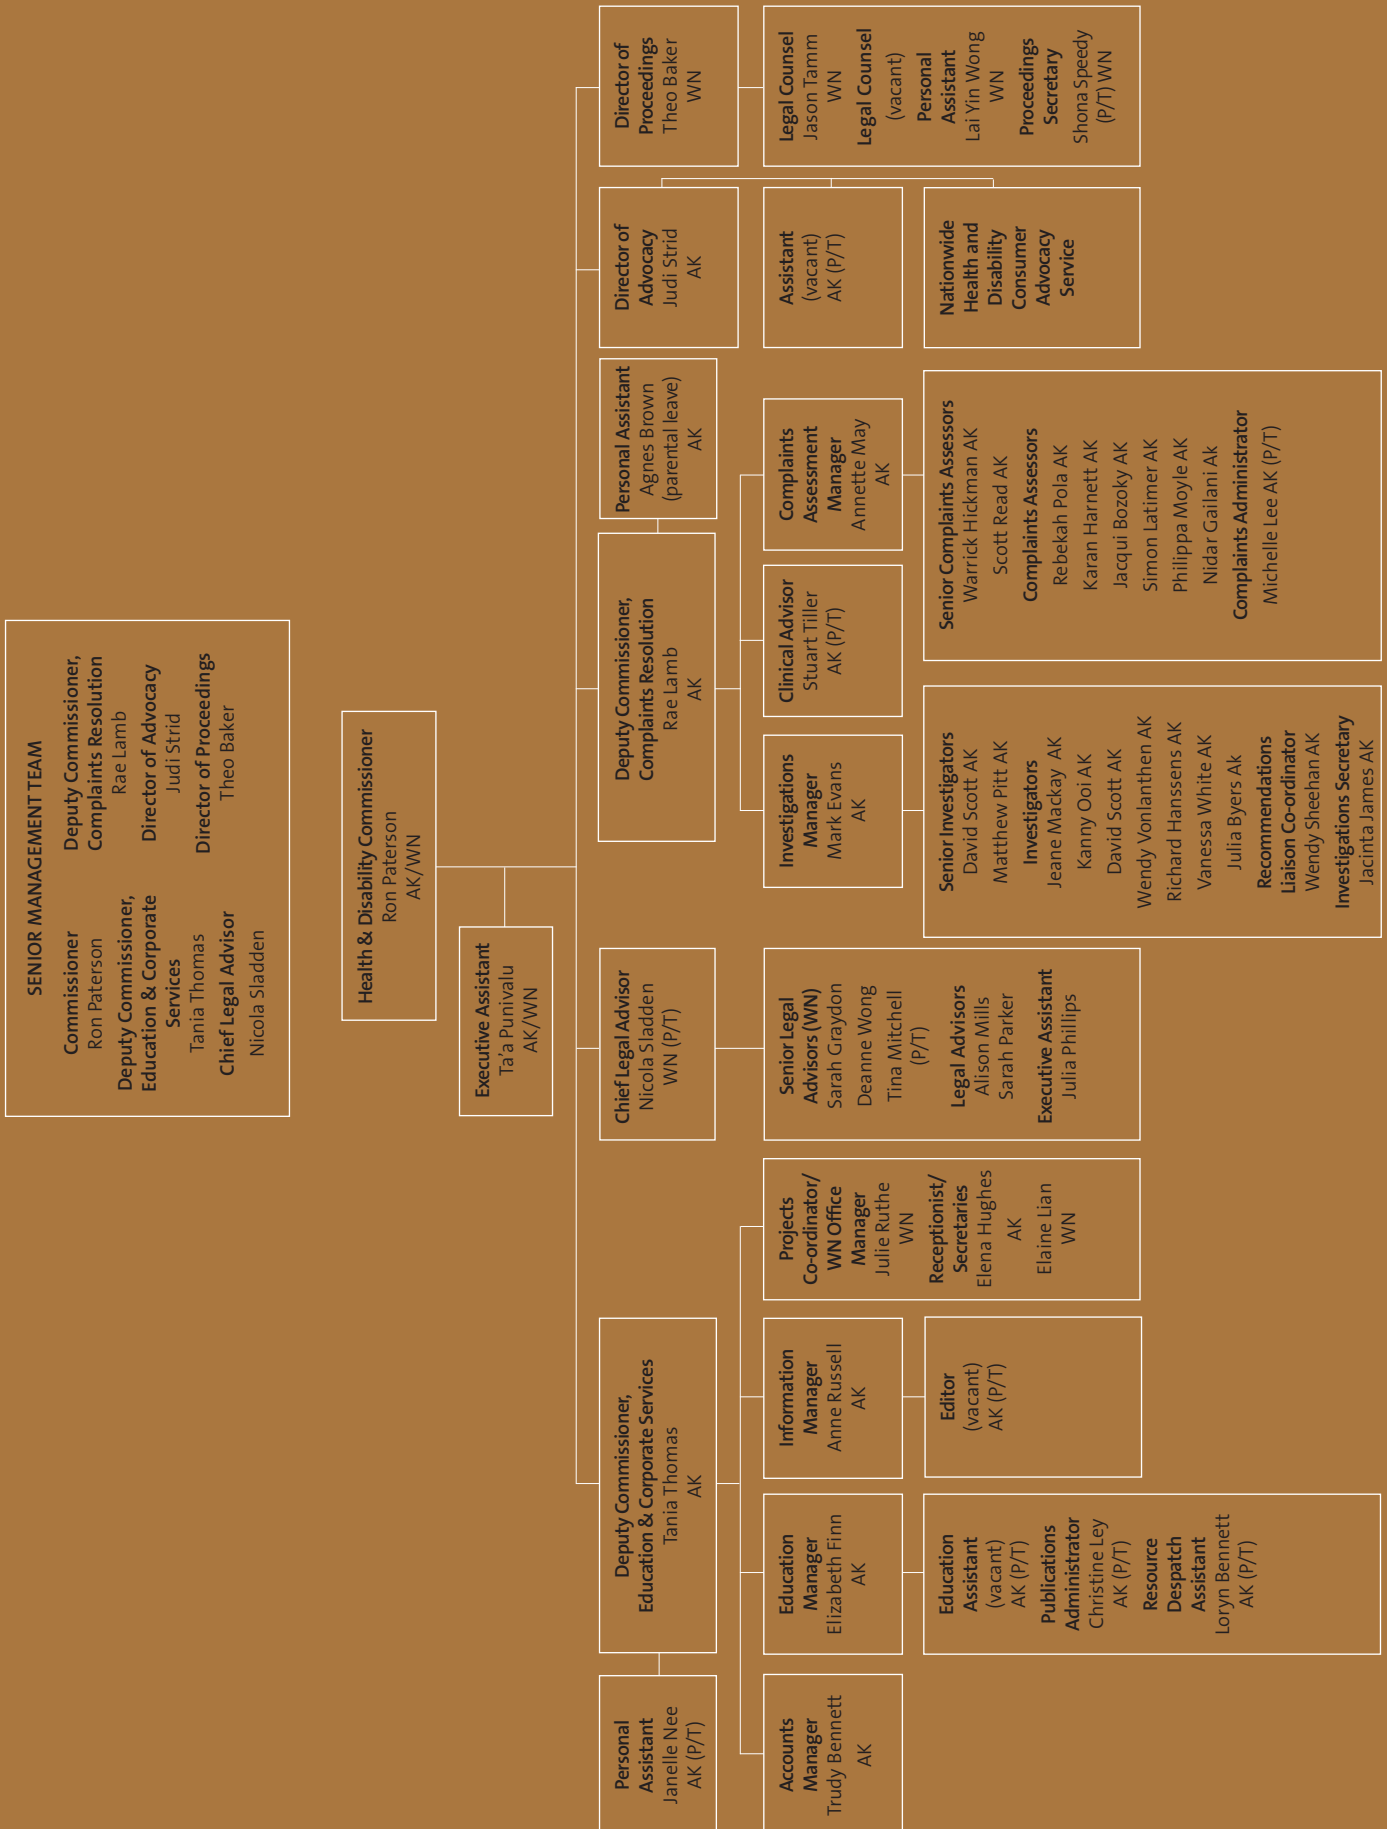 SENIOR MANAGEMENT TEAM
Commissioner
Ron Paterson
Deputy Commissioner,
Education & Corporate
Services
Tania Thomas
Chief Legal Advisor
Nicola Sladden
Deputy Commissioner,
Complaints Resolution
Rae Lamb
Director of Advocacy
Judi Strid
Director of Proceedings
Theo Baker
Health & Disability Commissioner
Ron Paterson
AK/WN
Executive Assistant
Ta'a Punivalu
AK/WN
Personal
Assistant
Janelle Nee
AK (P/T)
Deputy Commissioner,
Education & Corporate Services
Tania Thomas
AK
Chief Legal Advisor
Nicola Sladden
WN (P/T)
Deputy Commissioner,
Complaints Resolution
Rae Lamb
AK
Personal Assistant
Agnes Brown
(parental leave)
AK
Director of
Advocacy
Judi Strid
AK
Director of
Proceedings
Theo Baker
WN
Accounts
Manager
Trudy Bennett
AK
Education
Manager
Elizabeth Finn
AK
Information
Manager
Anne Russell
AK
Projects
Co-ordinator/
WN Office
Manager
Julie Ruthe
WN
Receptionist/
Secretaries
Elena Hughes
AK
Elaine Lian
WN
Senior Legal
Advisors (WN)
Sarah Graydon
Deanne Wong
Tina Mitchell
(P/T)
Legal Advisors
Alison Mills
Sarah Parker
Executive Assistant
Julia Phillips
Investigations
Manager
Mark Evans
AK
Clinical Advisor
Stuart Tiller
AK (P/T)
Complaints
Assessment
Manager
Annette May
AK
Assistant
(vacant)
AK (P/T)
Legal Counsel
Jason Tamm
WN
Legal Counsel
(vacant)
Personal
Assistant
Lai Yin Wong
WN
Proceedings
Secretary
Shona Speedy
(P/T) WN
Education
Assistant
(vacant)
AK (P/T)
Publications
Administrator
Christine Ley
AK (P/T)
Resource
Despatch
Assistant
Loryn Bennett
AK (P/T)
Editor
(vacant)
AK (P/T)
Senior Investigators
David Scott AK
Matthew Pitt AK
Investigators
Jeane Mackay AK
Kanny Ooi AK
David Scott AK
Wendy Vonlanthen AK
Richard Hanssens AK
Vanessa White AK
Julia Byers Ak
Recommendations
Liaison Co-ordinator
Wendy Sheehan AK
Investigations Secretary
Jacinta James AK
Senior Complaints Assessors
Warrick Hickman AK
Scott Read AK
Complaints Assessors
Rebekah Pola AK
Karan Harnett AK
Jacqui Bozoky AK
Simon Latimer AK
Philippa Moyle AK
Nidar Gailani Ak
Complaints Administrator
Michelle Lee AK (P/T)
Nationwide
Health and
Disability
Consumer
Advocacy
Service